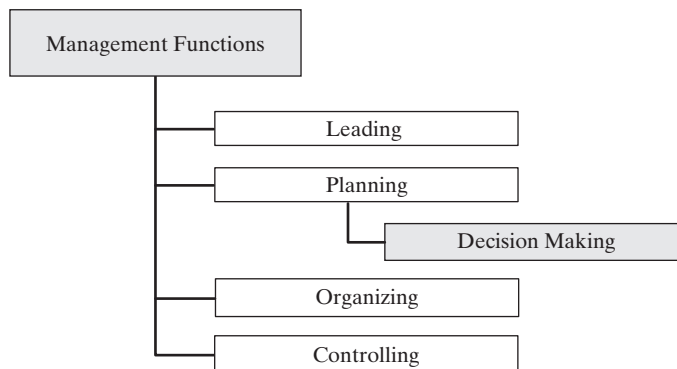 Management Functions
Leading
Planning
Decision Making
Organizing
Controlling